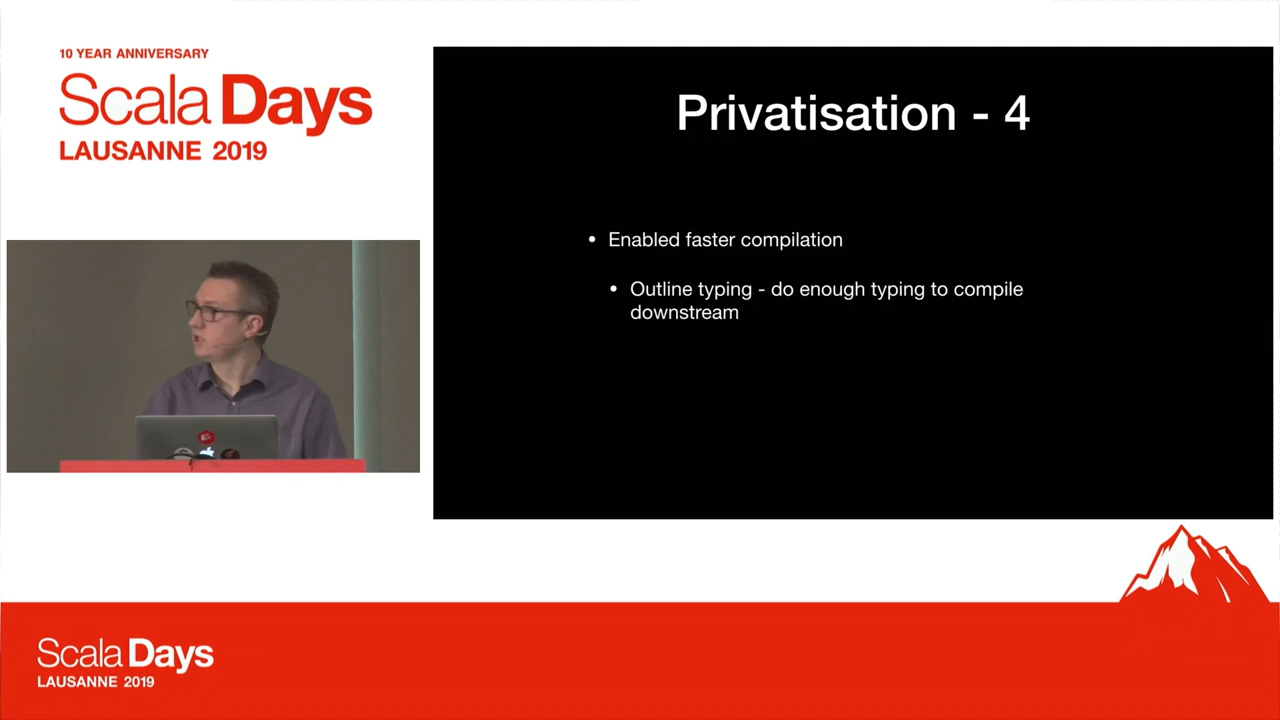 10 YEAR ANNIVERSARY
Scala Days
LAUSANNE 2019
Privatisation - 4
• Enabled faster compilation
• Outline typing - do enough typing to compile
downstream
Scala Days
LAUSANNE 2019